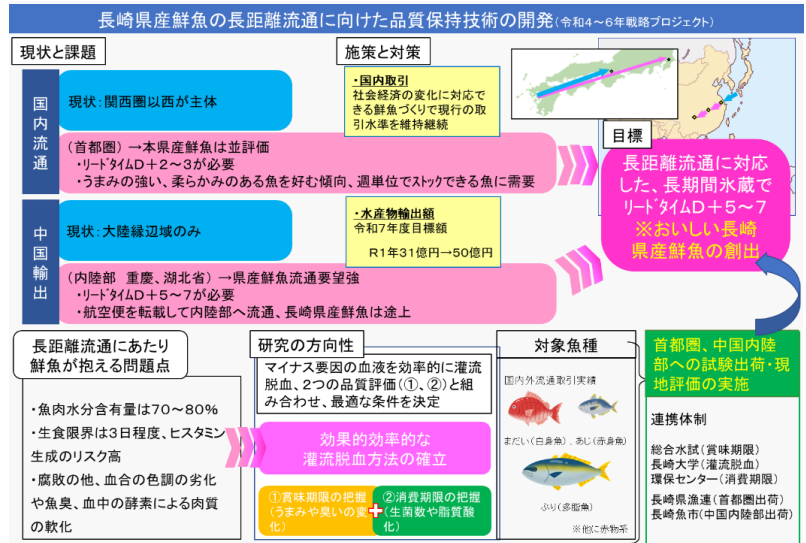 長崎県産鮮魚の長距離流通に向けた品質保持技術の開発(令和4～6年戦略プロジェクト)
現状と課題
施策と対策
国内流通
現状：関西圏以西が主体
・国内取引
社会経済の変化に対応で
きる鮮魚づくりで現行の取
引水準を維持継続
(首都圏)→本県産鮮魚は並評価
・リードタイムD＋2～3が必要
・うまみの強い、柔らかみのある魚を好む傾向、週単位でストックできる魚に需要
中国輸出
現状：大陸縁辺域のみ
・水産物輸出額
令和7年度目標額
R1年31億円→50億円
(内陸部 重慶、湖北省)→県産鮮魚流通要望強
・リードタイムD＋5～7が必要
・航空便を転載して内陸部へ流通、長崎県産鮮魚は途上
目標
長距離流通に対応
した、長期間氷蔵で
リードタイムD＋5～7
※おいしい長崎
県産鮮魚の創出
長距離流通にあたり
鮮魚が抱える問題点
・魚肉水分含有量は70～80%
・生食限界は3日程度、ヒスタミン
生成のリスク高
・腐敗の他、血合の色調の劣化
や魚臭、血中の酵素による肉質
の軟化
研究の方向性
マイナス要因の血液を効率的に灌流
脱血、2つの品質評価(①、②)と組
み合わせ、最適な条件を決定
効果的効率的な
灌流脱血方法の確立
①賞味期限の把握
(うまみや臭いの変
化)
＋
②消費期限の把握
(生菌数や脂質酸
化)
対象魚種
国内外流通取引実績
まだい(白身魚)、あじ(赤身魚)
ぶり(多脂魚)
※他に赤物系
首都圏、中国内陸
部への試験出荷・現
地評価の実施
連携体制
総合水試(賞味期限)
長崎大学(灌流脱血)
環保センター(消費期限)
長崎県漁連(首都圏出荷)
長崎魚市(中国内陸部出荷)